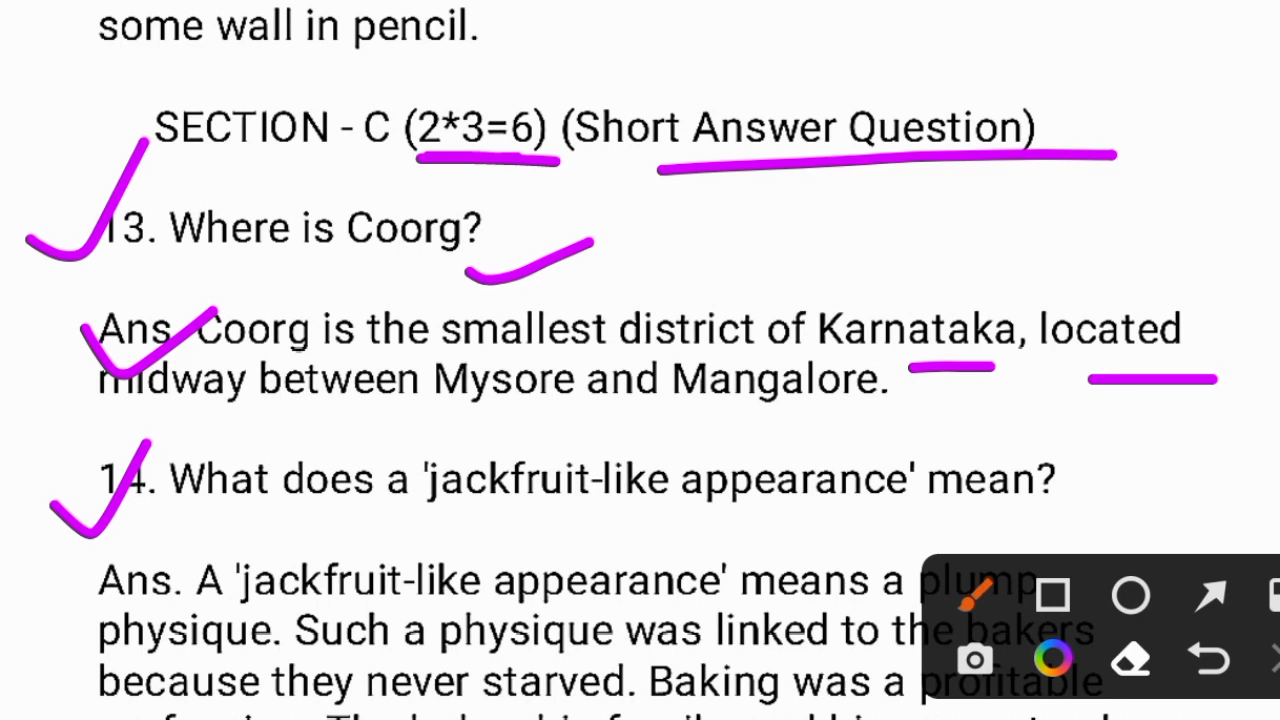 some wall in pencil.
SECTION - C (2*3=6) (Short Answer Question)
13. Where is Coorg?
Ans. Coorg is the smallest district of Karnataka, located
midway between Mysore and Mangalore.
14. What does a 'jackfruit-like appearance' mean?
Ans. A 'jackfruit-like appearance' means a plump
physique. Such a physique was linked to the bakers
because they never starved. Baking was a profitable